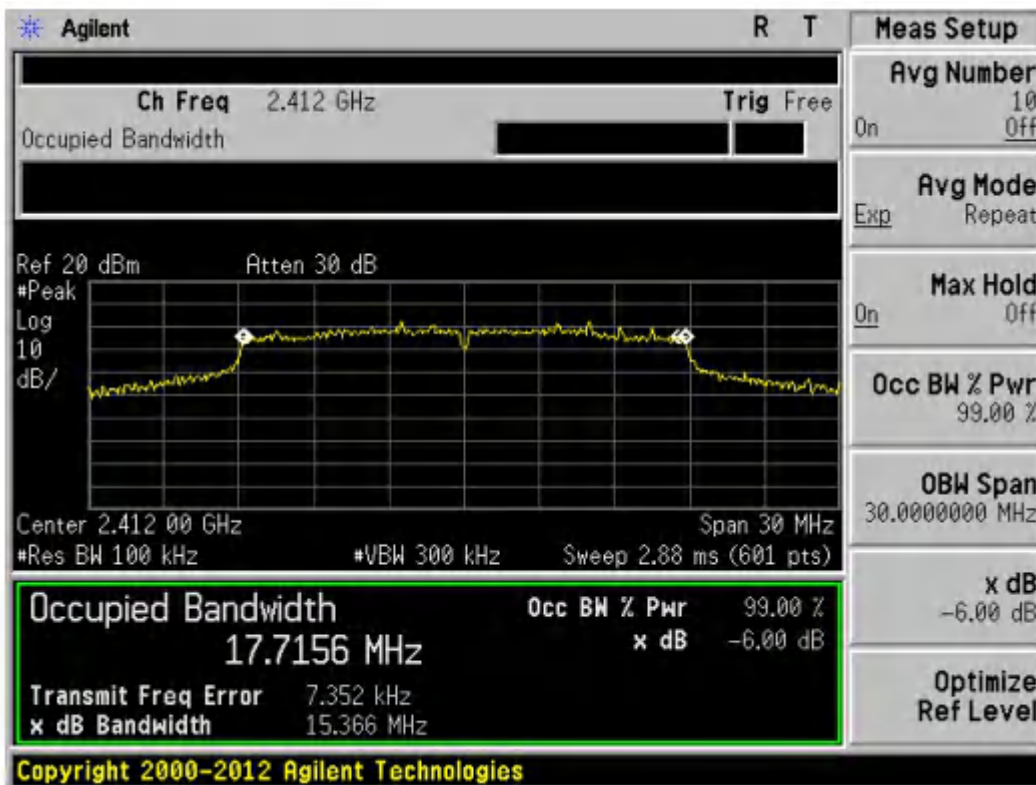 Agilent R T
Ch Freq 2.412 GHz Trig Free
Occupied Bandwidth
Ref 20 dBm Atten 30 dB
#Peak
Log
10
dB/
Center 2.412 00 GHz Span 30 MHz
#Res BW 100 kHz #VBW 300 kHz Sweep 2.88 ms (601 pts)
Occupied Bandwidth Occ BW % Pwr 99.00 %
17.7156 MHz x dB -6.00 dB
Transmit Freq Error 7.352 kHz
x dB Bandwidth 15.366 MHz
Copyright 2000-2012 Agilent Technologies
Meas Setup
Avg Number
10
On Off
Avg Mode
Exp Repeat
Max Hold
On Off
Occ BW % Pwr
99.00 %
OBW Span
30.0000000 MHz
x dB
-6.00 dB
Optimize
Ref Level